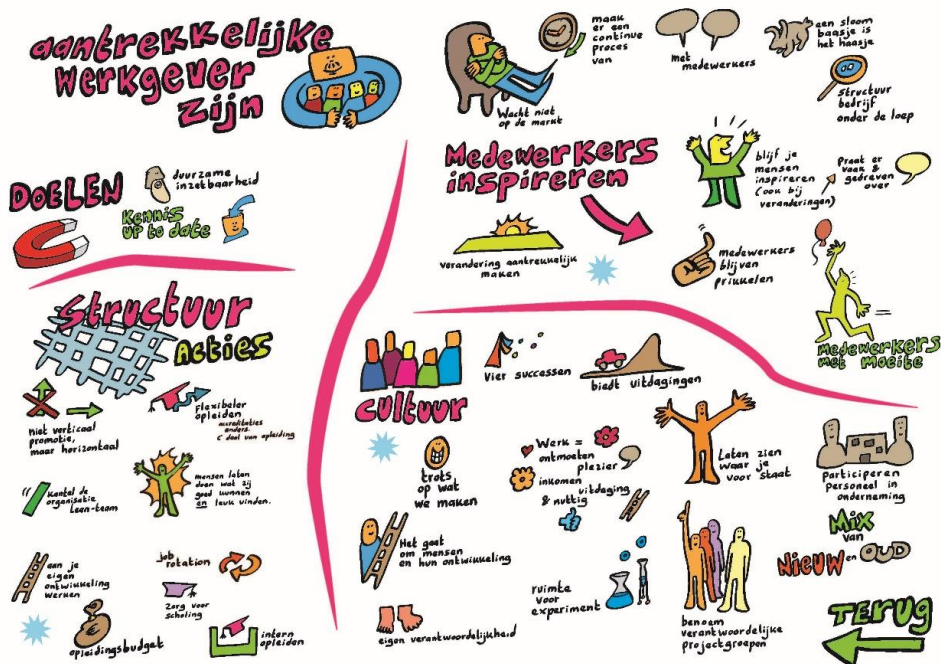 aantrekkelijke
werkgever
zijn
DOELEN
duurzame
inzetbaarheid
Kennis
up to date
Structuur
Acties
niet verticaal
promotie,
maar horizontaal
flexibeler
opleiden
accreditaties
anders.
(deal van opleiding
Kantel de
organisatie
Lean-team
mensen laten
doen wat zij
goed kunnen
en leuk vinden.
aan je
eigen
ontwikkeling
werken
job
rotation
Zorg voor
scholing
opleidingsbudget
intern
opleiden
Wacht niet
op de markt
maak
er een
continue
proces
van
met
medewerkers
een sloom
baasje is
het haasje
structuur
bedrijf
onder de loep
Medewerkers
inspireren
blijf je
mensen
inspireren
(ook bij
veranderingen)
Praat er
vaak &
gedreven
over
verandering aantrekkelijk
maken
medewerkers
blijven
prikkelen
Medewerkers
met moeite
cultuur
Vier successen
biedt uitdagingen
trots
op wat
we maken
Werk =
ontmoeten
plezier
inkomen
uitdaging
& nuttig
Laten zien
waar je
voor staat
Participeren
personeel in
onderneming
Mix
van
Nieuw en OUD
Het gaat
om mensen
en hun ontwikkeling
ruimte
voor
experiment
eigen verantwoordelijkheid
benoem
verantwoordelijke
projectgroepen
TERUG